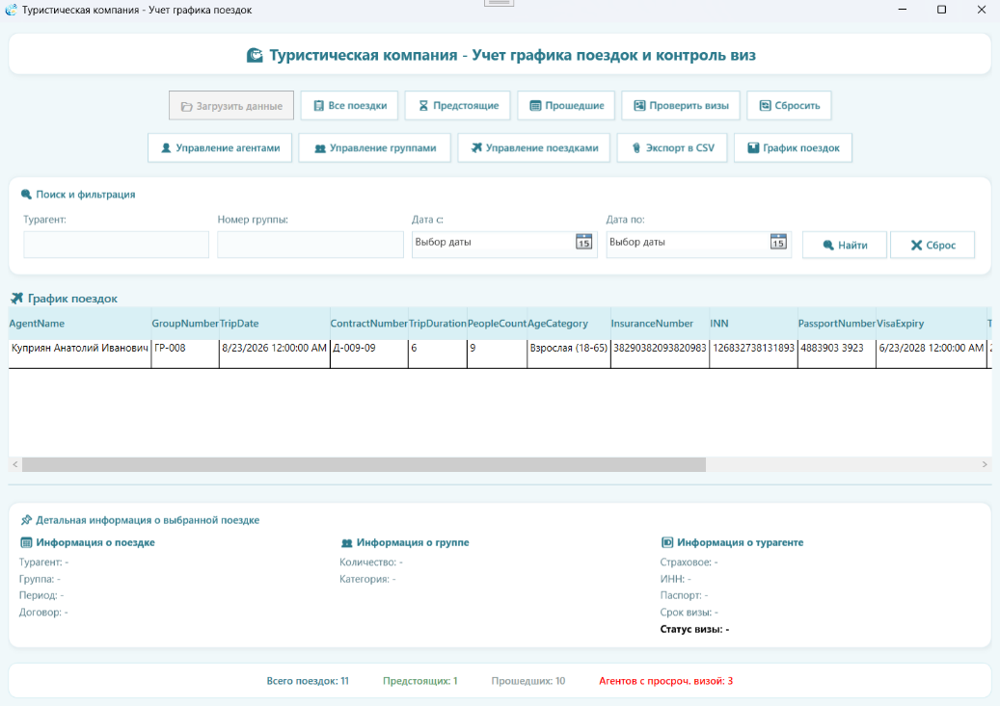 Туристическая компания - Учет графика поездок
Туристическая компания - Учет графика поездок и контроль виз
Загрузить данные Все поездки Предстоящие Прошедшие Проверить визы Сбросить
Управление агентами Управление группами Управление поездками Экспорт в CSV График поездок
Поиск и фильтрация
Турагент: Номер группы: Дата с: Дата по:
Выбор даты 15 Выбор даты 15 Найти Сброс
График поездок
AgentName GroupNumber TripDate ContractNumber TripDuration PeopleCount AgeCategory InsuranceNumber INN PassportNumber VisaExpiry
Куприян Анатолий Иванович ГР-008 8/23/2026 12:00:00 AM Д-009-09 6 9 Взрослая (18-65) 38290382093820983 126832738131893 4883903 3923 6/23/2028 12:00:00 AM
Детальная информация о выбранной поездке
Информация о поездке Информация о группе Информация о турагенте
Турагент: - Количество: - Страховое: -
Группа: - Категория: - ИНН: -
Период: - Паспорт: -
Договор: - Срок визы: -
Статус визы: -
Всего поездок: 11 Предстоящих: 1 Прошедших: 10 Агентов с просроч. визой: 3